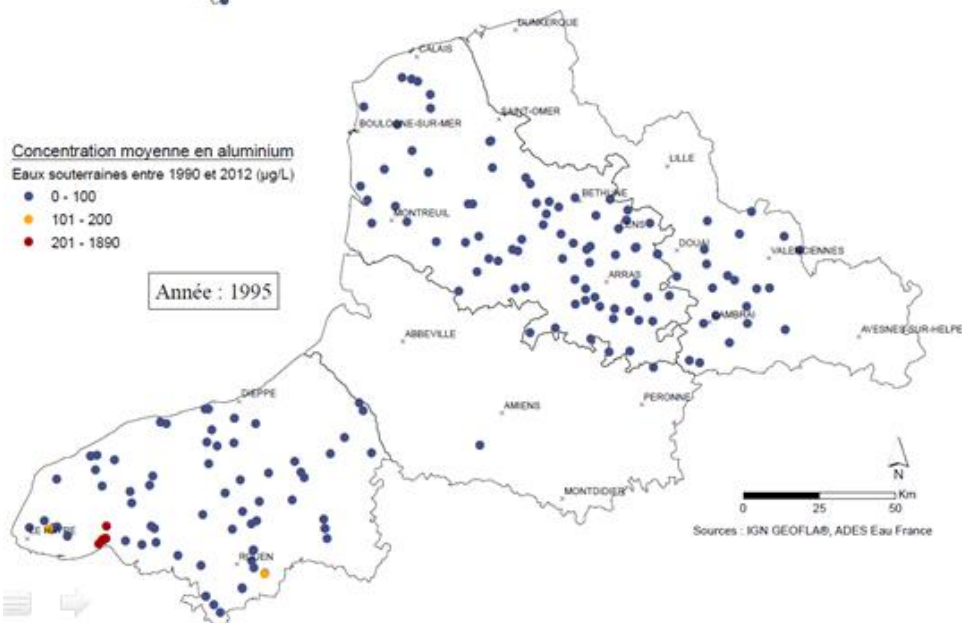 DUNKERQUE
CALAIS
SAINT-OMER
BOULOGNE-SUR-MER
Concentration moyenne en aluminium
LILLE
Eaux souterraines entre 1990 et 2012 (µg/L)
0 - 100
BETHUNE
101 - 200
MONTREUIL
LENS
201 - 1890
DOUAI
VALENCIENNES
Année : 1995
ARRAS
CAMBRAI
ABBEVILLE
AVESNES-SUR-HELPE
DIEPPE
AMIENS
PERONNE
N
MONTDIDIER
Km
0 25 50
Sources : IGN GEOFLA®, ADES Eau France
LE HAVRE
ROUEN